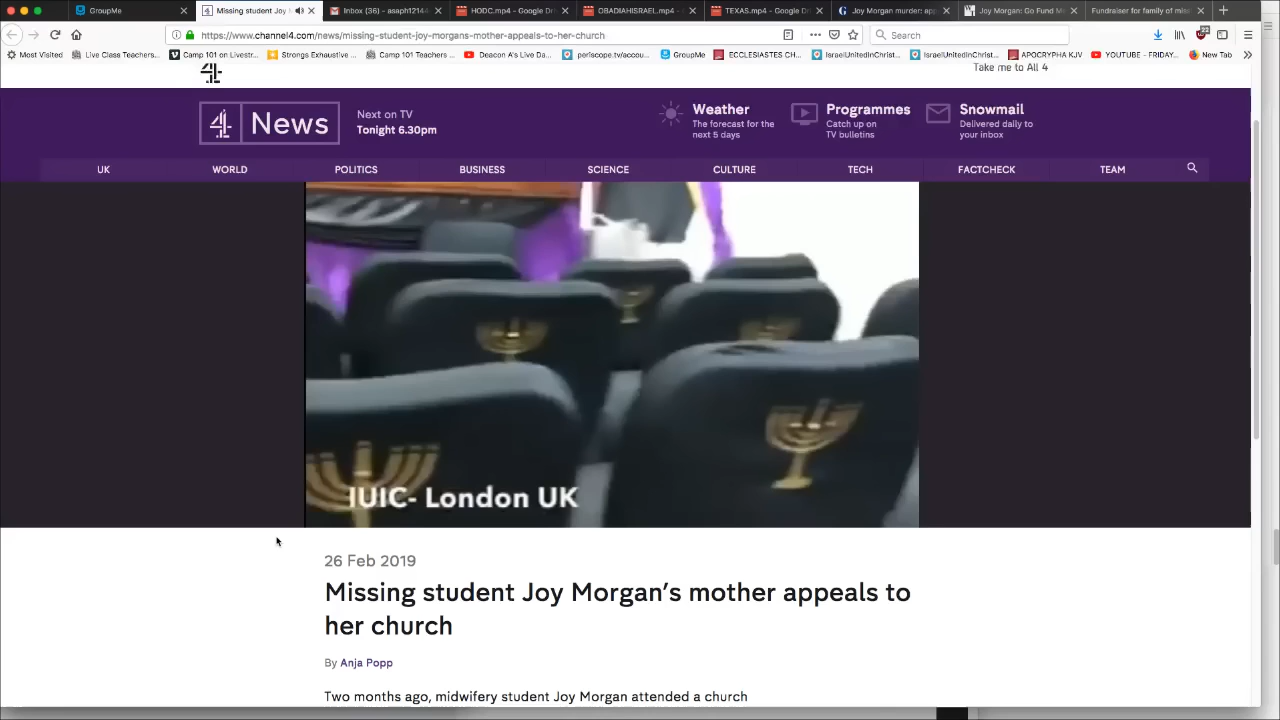 GroupMe
Missing student Joy M
Inbox (36) - asaph12144
HODC.mp4 - Google Dri
OBADIAHISRAEL.mp4 -
TEXAS.mp4 - Google Dr
Joy Morgan murder: app
Joy Morgan: Go Fund M
Fundraiser for family of mis
https://www.channel4.com/news/missing-student-joy-morgans-mother-appeals-to-her-church
Search
Most Visited
Live Class Teachers...
Camp 101 on Livestr...
Strongs Exhaustive ...
Camp 101 Teachers ...
Deacon A's Live Dea...
periscope.tv/accou...
GroupMe
ECCLESIASTES CH...
IsraelUnitedinChrist...
IsraelUnitedinChrist...
APOCRYPHA KJV
YOUTUBE - FRIDAY...
New Tab
Take me to All 4
4 News
Next on TV
Tonight 6.30pm
Weather
The forecast for the
next 5 days
Programmes
Catch up on
TV bulletins
Snowmail
Delivered daily to
your inbox
UK
WORLD
POLITICS
BUSINESS
SCIENCE
CULTURE
TECH
FACTCHECK
TEAM
IUIC- London UK
26 Feb 2019
Missing student Joy Morgan's mother appeals to
her church
By Anja Popp
Two months ago, midwifery student Joy Morgan attended a church